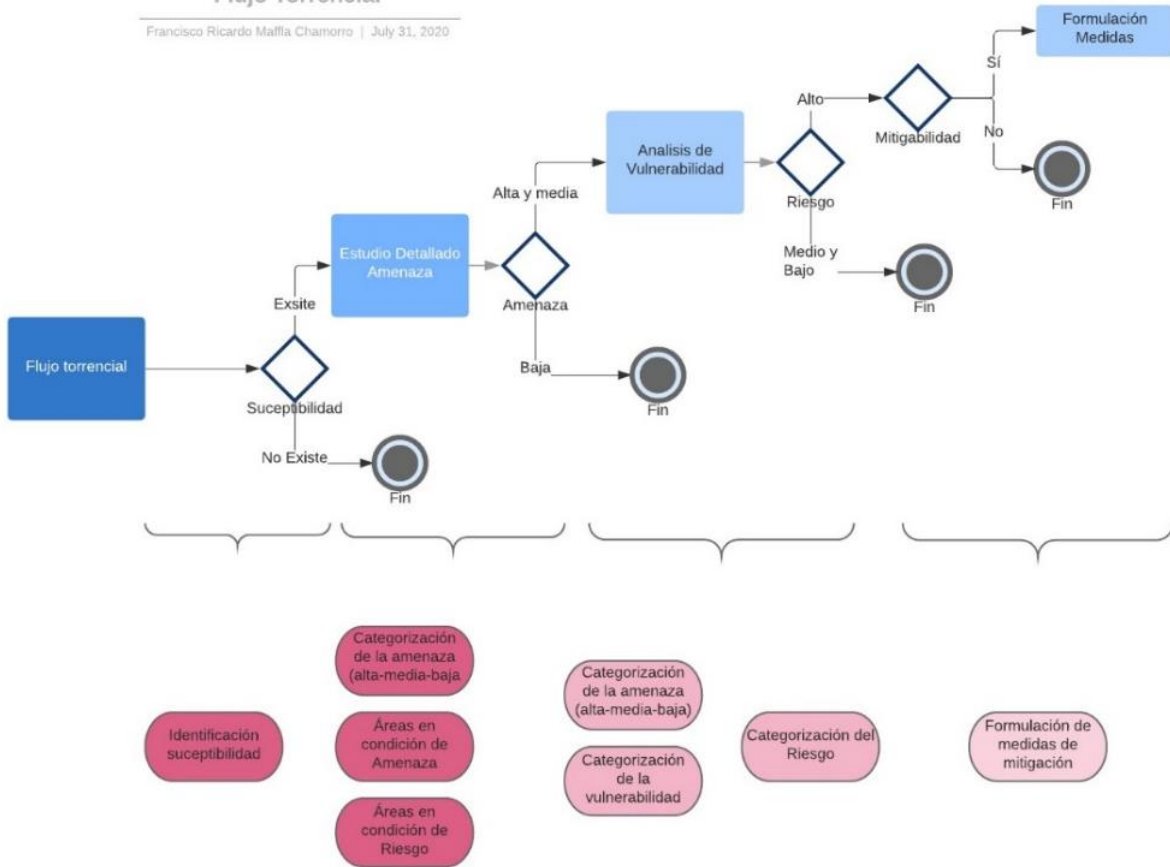 Flujo Torrencial
Francisco Ricardo Maffla Chamorro | July 31, 2020
Formulación
Medidas
Sí
Alto
Mitigabilidad
No
Fin
Analisis de
Vulnerabilidad
Riesgo
Alta y media
Medio y
Bajo
Fin
Estudio Detallado
Amenaza
Amenaza
Exsite
Baja
Fin
Flujo torrencial
Suceptibilidad
No Existe
Fin
Categorización
de la amenaza
(alta-media-baja
Categorización
de la amenaza
(alta-media-baja)
Identificación
suceptibilidad
Áreas en
condición de
Amenaza
Categorización del
Riesgo
Formulación de
medidas de
mitigación
Categorización
de la
vulnerabilidad
Áreas en
condición de
Riesgo